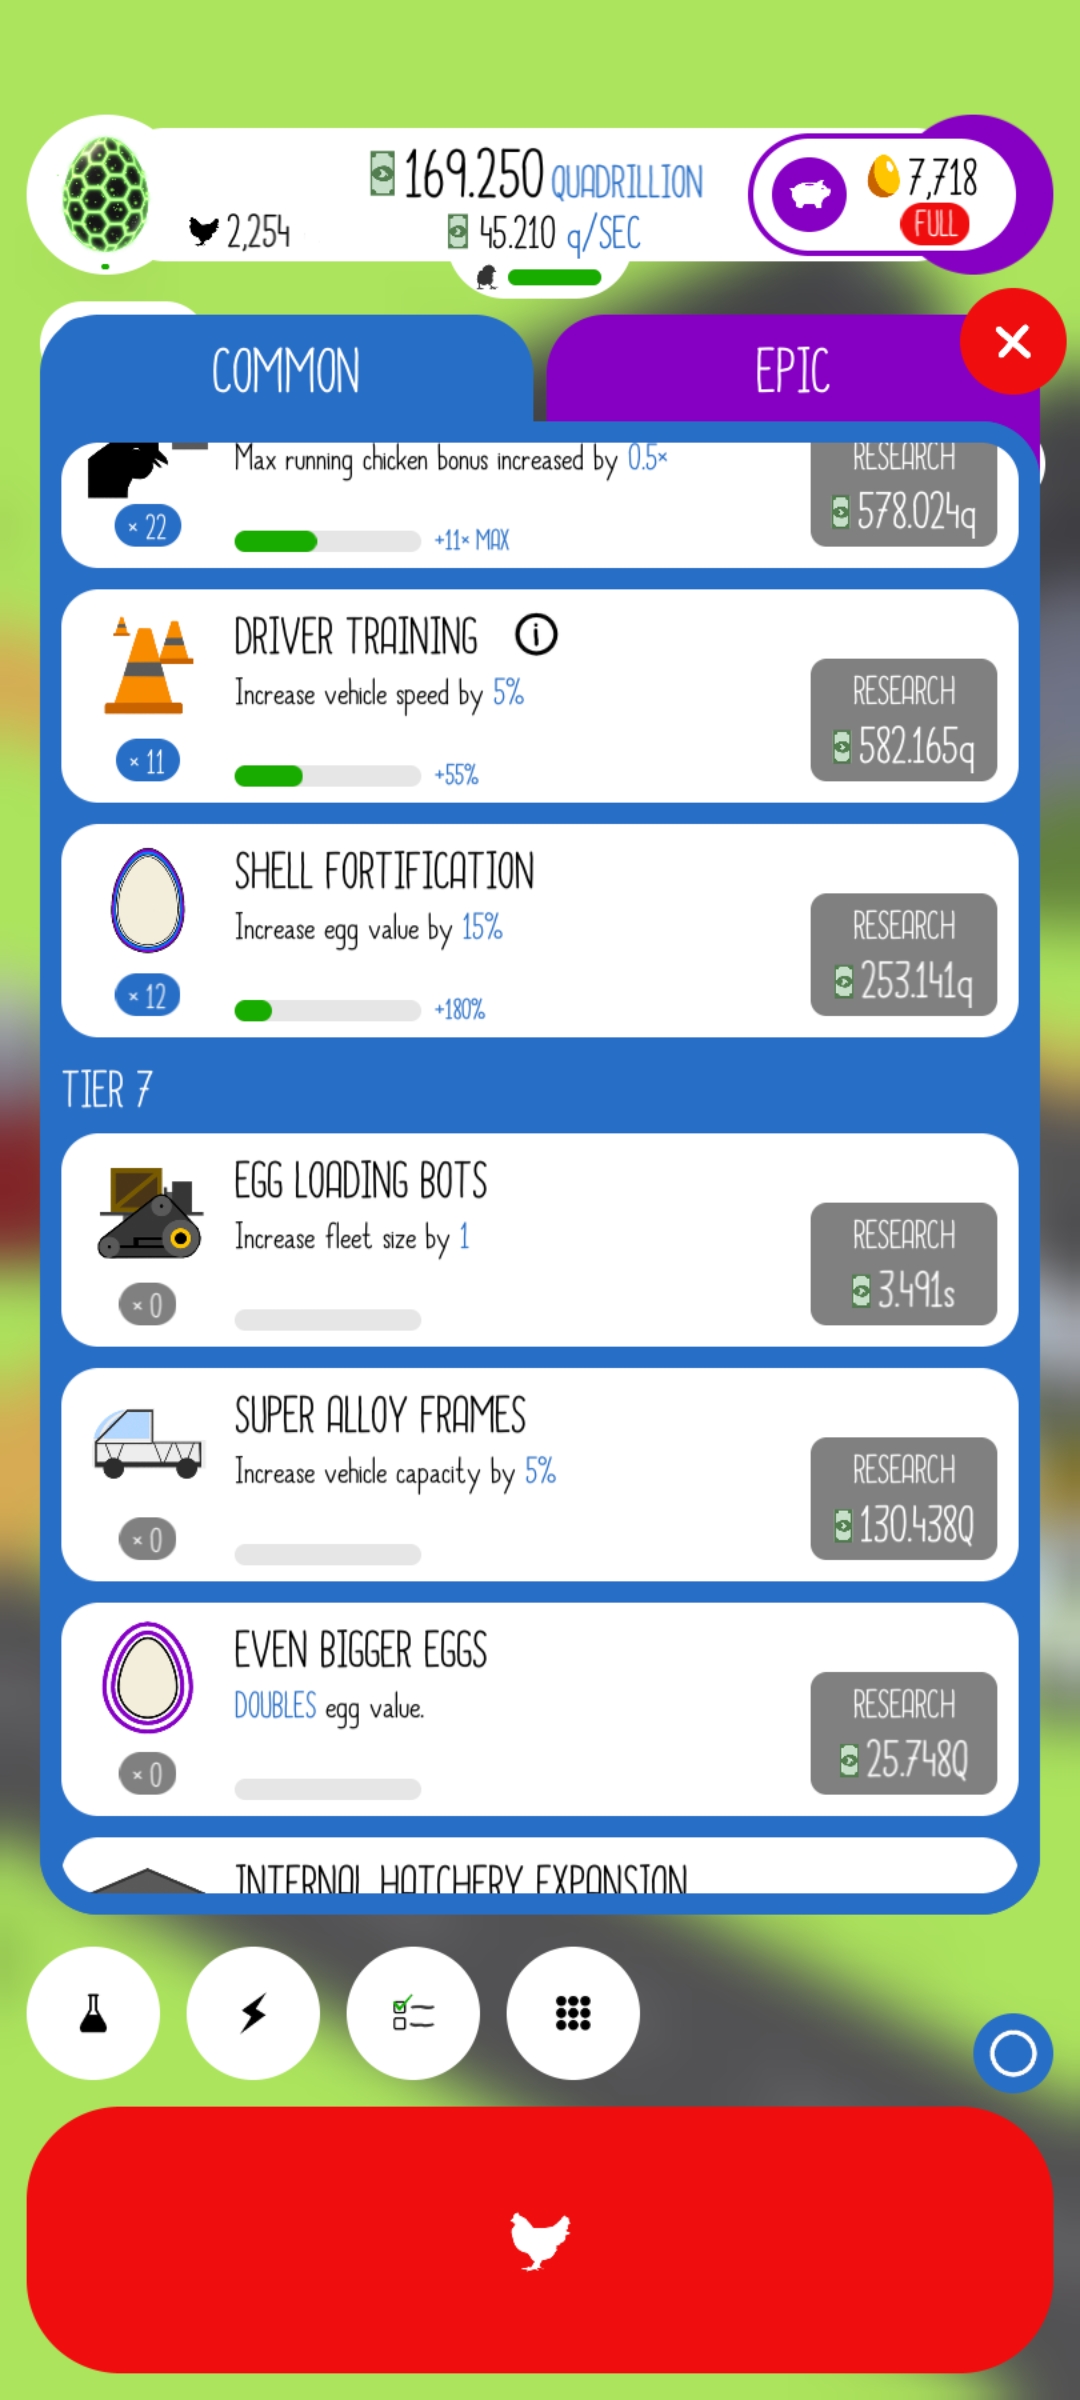 169.250 QUADRILLION
7,718
2,254
45.210 q/SEC
FULL
COMMON
EPIC
Max running chicken bonus increased by 0.5×
RESEARCH
578.024q
× 22
+11× MAX
DRIVER TRAINING i
Increase vehicle speed by 5%
RESEARCH
582.165q
× 11
+55%
SHELL FORTIFICATION
Increase egg value by 15%
RESEARCH
253.141q
× 12
+180%
TIER 7
EGG LOADING BOTS
Increase fleet size by 1
RESEARCH
3.491s
× 0
SUPER ALLOY FRAMES
Increase vehicle capacity by 5%
RESEARCH
130.438Q
× 0
EVEN BIGGER EGGS
DOUBLES egg value.
RESEARCH
25.748Q
× 0
INTERNAL HATCHERY EXPANSION